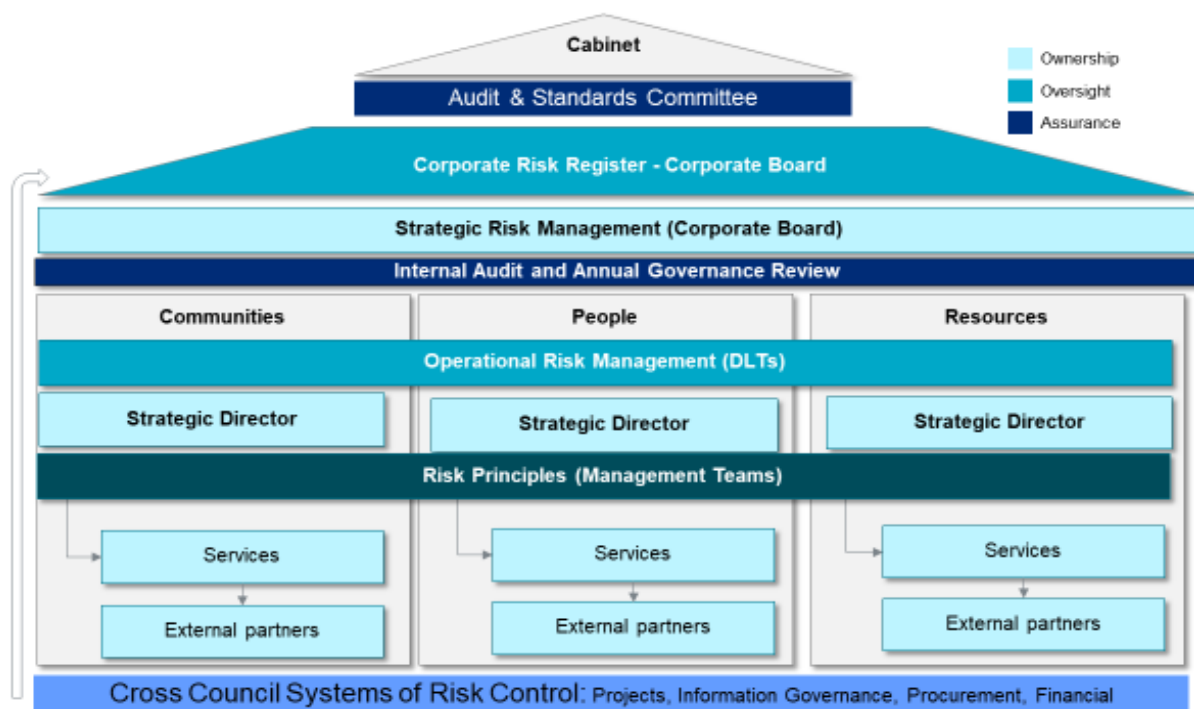 Cabinet
Audit & Standards Committee
Ownership
Oversight
Assurance
Corporate Risk Register - Corporate Board
Strategic Risk Management (Corporate Board)
Internal Audit and Annual Governance Review
Communities
People
Resources
Operational Risk Management (DLTs)
Strategic Director
Strategic Director
Strategic Director
Risk Principles (Management Teams)
Services
Services
Services
External partners
External partners
External partners
Cross Council Systems of Risk Control: Projects, Information Governance, Procurement, Financial